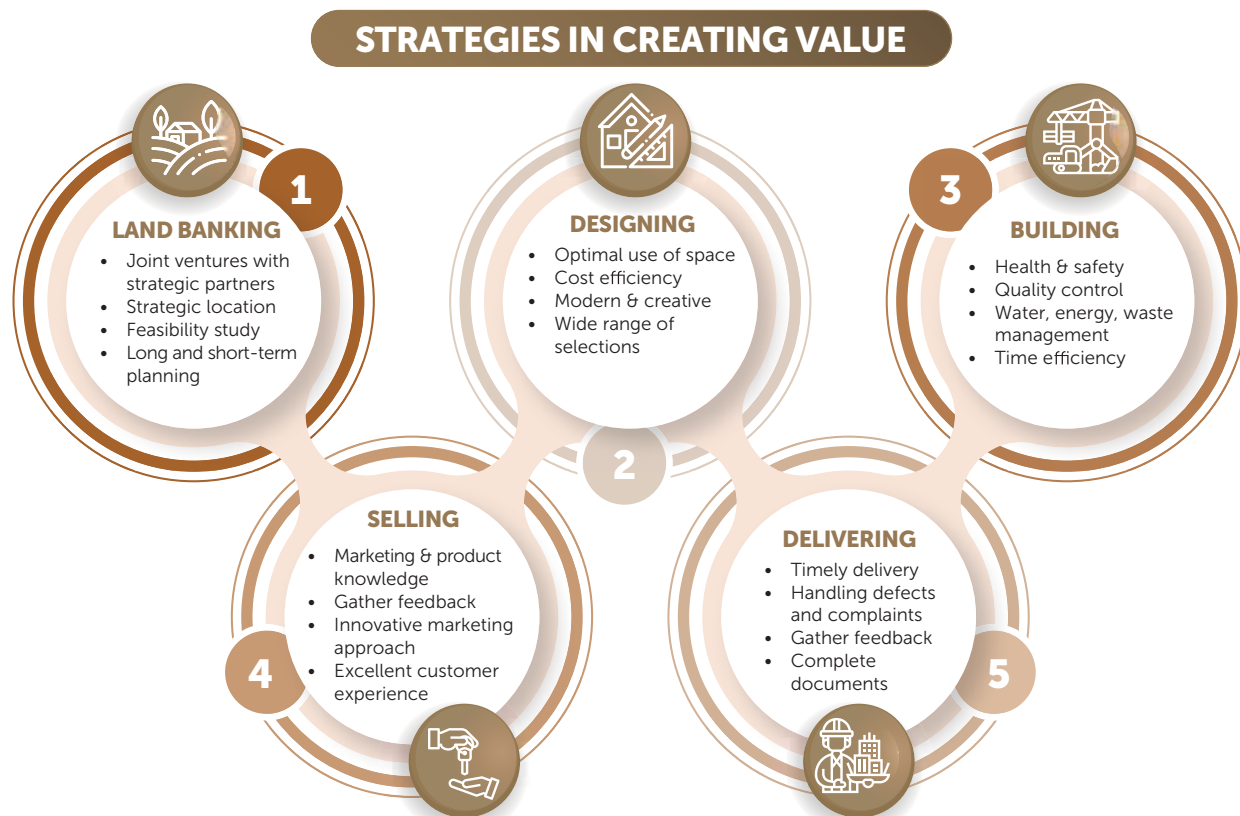 STRATEGIES IN CREATING VALUE
1
LAND BANKING
• Joint ventures with
strategic partners
• Strategic location
• Feasibility study
• Long and short-term
planning
DESIGNING
• Optimal use of space
• Cost efficiency
• Modern & creative
• Wide range of
selections
2
3
BUILDING
• Health & safety
• Quality control
• Water, energy, waste
management
• Time efficiency
SELLING
• Marketing & product
knowledge
• Gather feedback
• Innovative marketing
approach
• Excellent customer
experience
4
DELIVERING
• Timely delivery
• Handling defects
and complaints
• Gather feedback
• Complete
documents
5